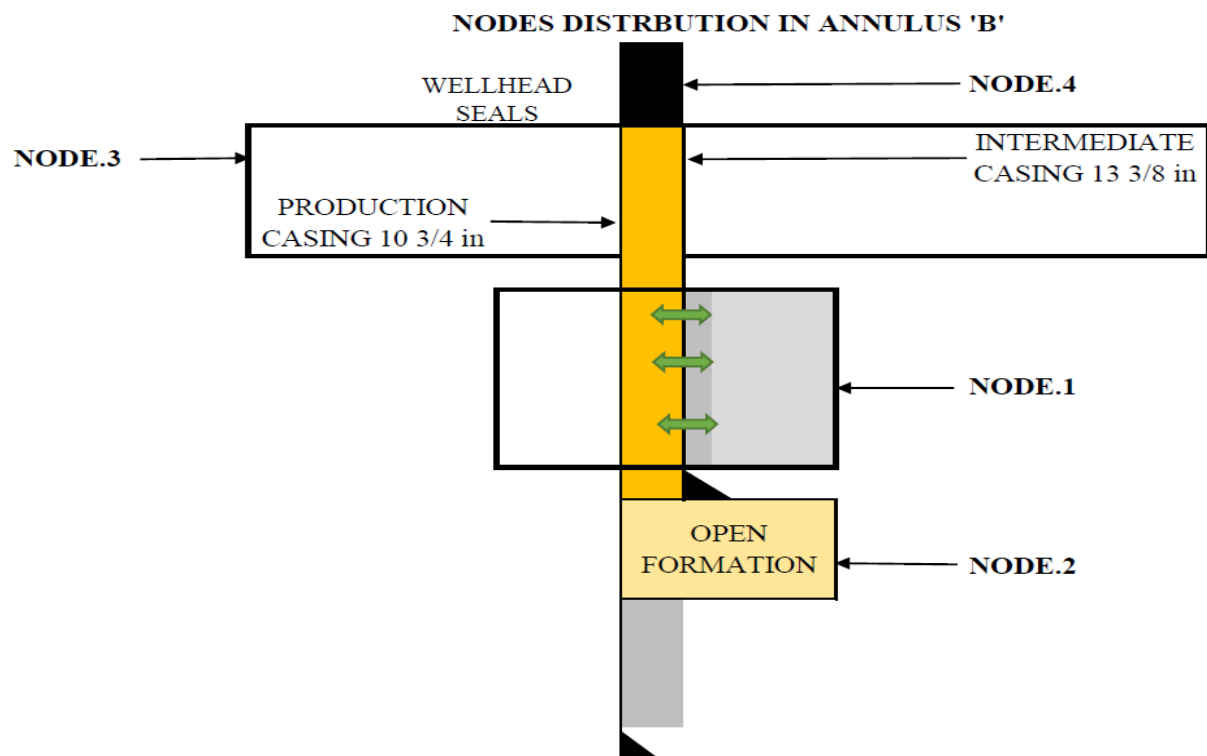 NODES DISTRBUTION IN ANNULUS 'B'
WELLHEAD
SEALS
NODE.4
NODE.3
INTERMEDIATE
CASING 13 3/8 in
PRODUCTION
CASING 10 3/4 in
NODE.1
OPEN
FORMATION
NODE.2